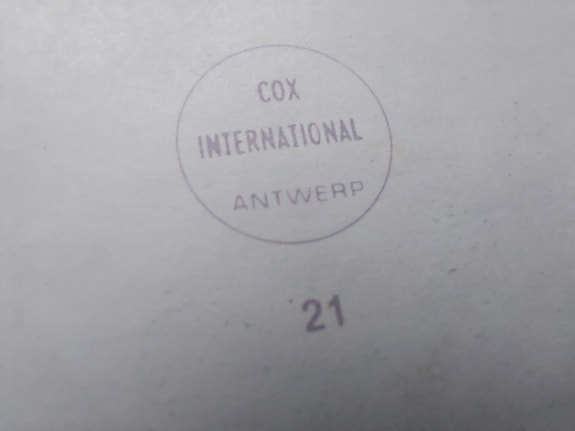 COX
INTERNATIONAL
ANTWERP
21